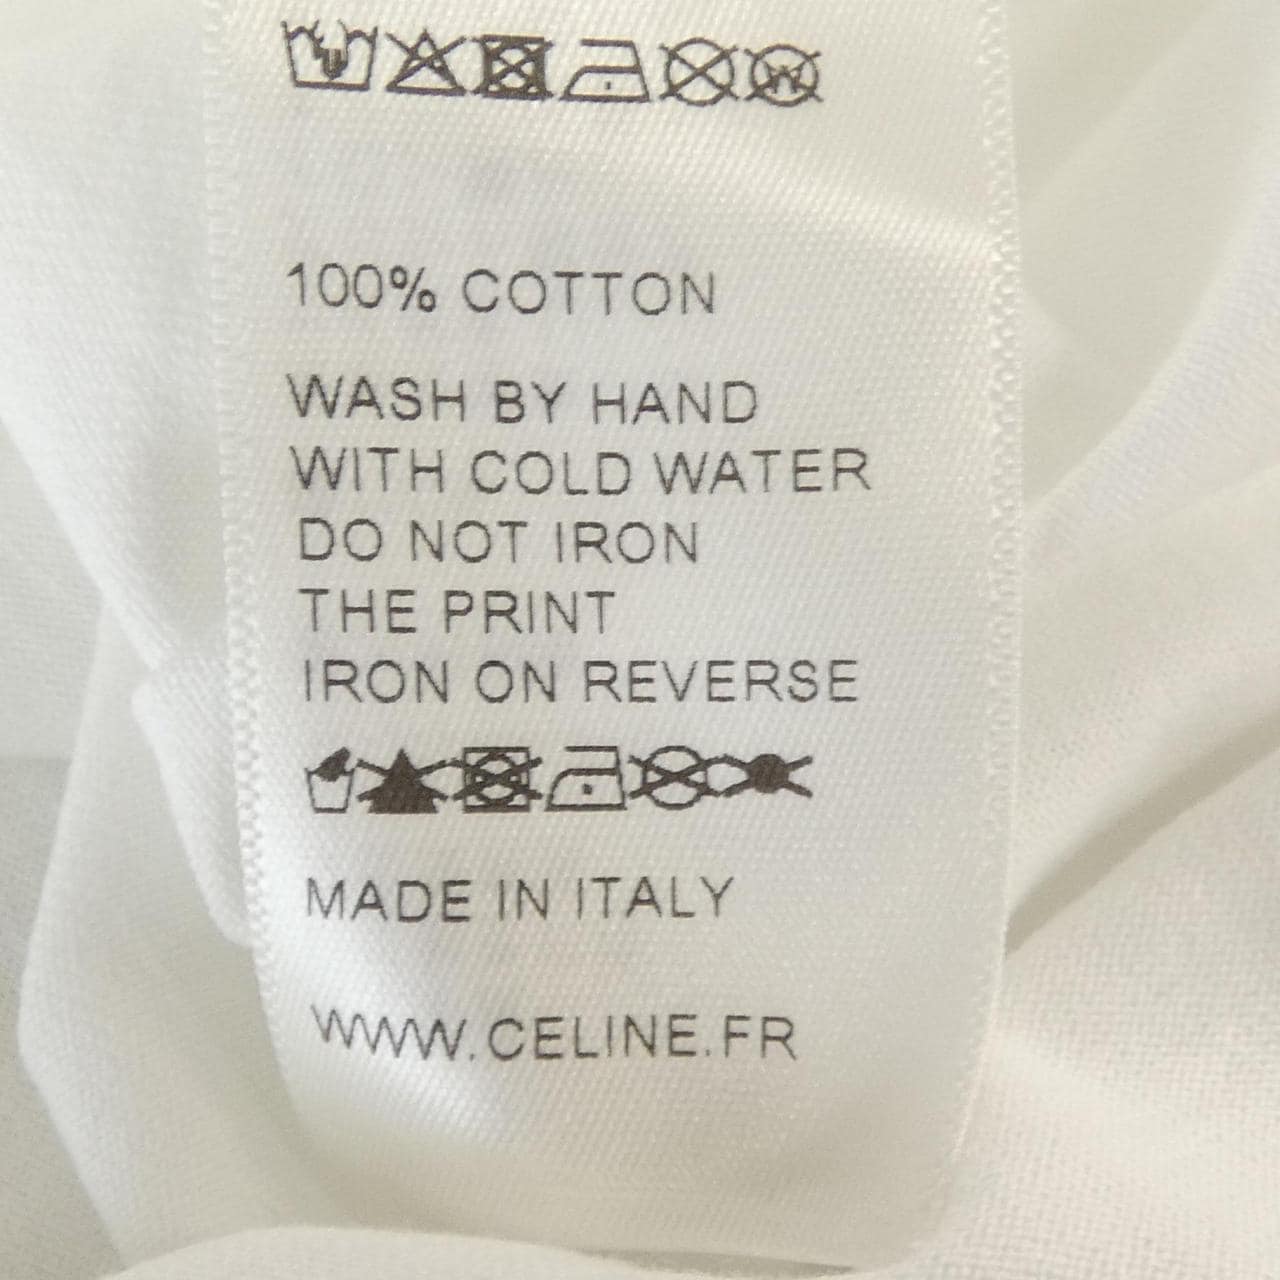 100% COTTON
WASH BY HAND
WITH COLD WATER
DO NOT IRON
THE PRINT
IRON ON REVERSE
MADE IN ITALY
WWW.CELINE.FR